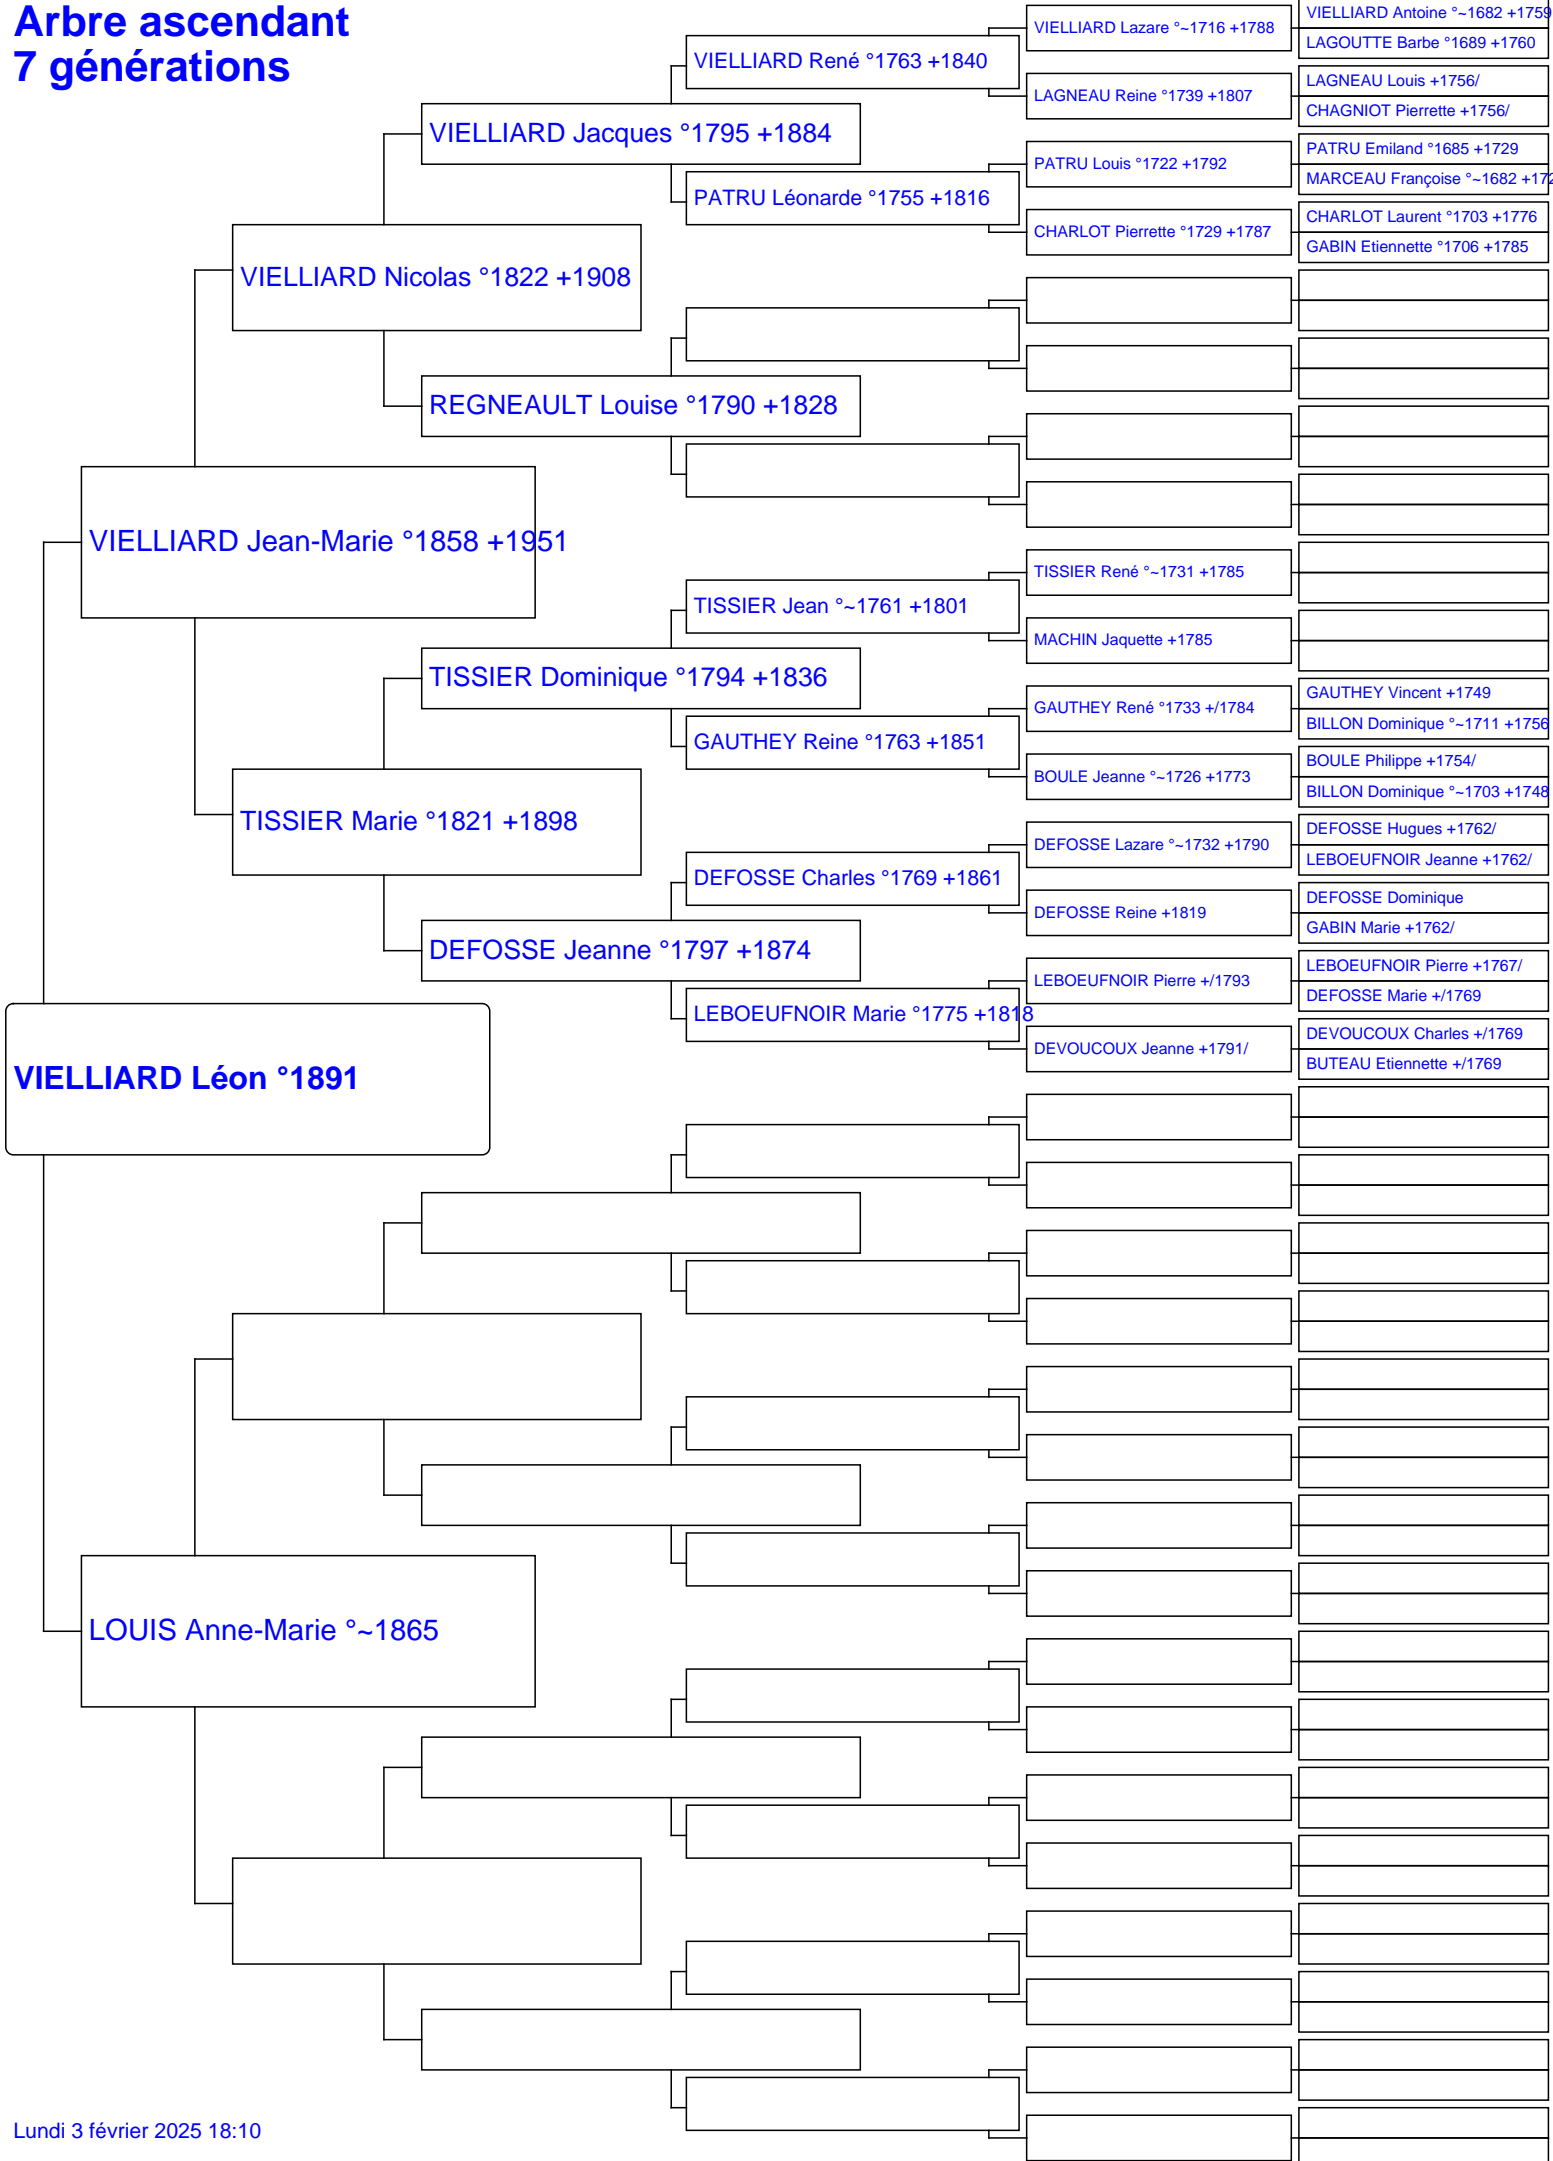 Arbre ascendant
7 générations
VIELLIARD Léon °1891
VIELLIARD Jean-Marie °1858 +1951
LOUIS Anne-Marie °~1865
VIELLIARD Nicolas °1822 +1908
TISSIER Marie °1821 +1898
VIELLIARD Jacques °1795 +1884
REGNEAULT Louise °1790 +1828
TISSIER Dominique °1794 +1836
DEFOSSE Jeanne °1797 +1874
VIELLIARD René °1763 +1840
PATRU Léonarde °1755 +1816
TISSIER Jean °~1761 +1801
GAUTHEY Reine °1763 +1851
DEFOSSE Charles °1769 +1861
LEBOEUFNOIR Marie °1775 +1818
VIELLIARD Lazare °~1716 +1788
LAGNEAU Reine °1739 +1807
PATRU Louis °1722 +1792
CHARLOT Pierrette °1729 +1787
TISSIER René °~1731 +1785
MACHIN Jaquette +1785
GAUTHEY René °1733 +/1784
BOULE Jeanne °~1726 +1773
DEFOSSE Lazare °~1732 +1790
DEFOSSE Reine +1819
LEBOEUFNOIR Pierre +/1793
DEVOUCOUX Jeanne +1791/
VIELLIARD Antoine °~1682 +1759
LAGOUTTE Barbe °1689 +1760
LAGNEAU Louis +1756/
CHAGNIOT Pierrette +1756/
PATRU Emiland °1685 +1729
MARCEAU Françoise °~1682
CHARLOT Laurent °1703 +1776
GABIN Etiennette °1706 +1785
GAUTHEY Vincent +1749
BILLON Dominique °~1711 +1756
BOULE Philippe +1754/
BILLON Dominique °~1703 +1748
DEFOSSE Hugues +1762/
LEBOEUFNOIR Jeanne +1762/
DEFOSSE Dominique
GABIN Marie +1762/
LEBOEUFNOIR Pierre +1767/
DEFOSSE Marie +/1769
DEVOUCOUX Charles +/1769
BUTEAU Etiennette +/1769
Lundi 3 février 2025 18:10